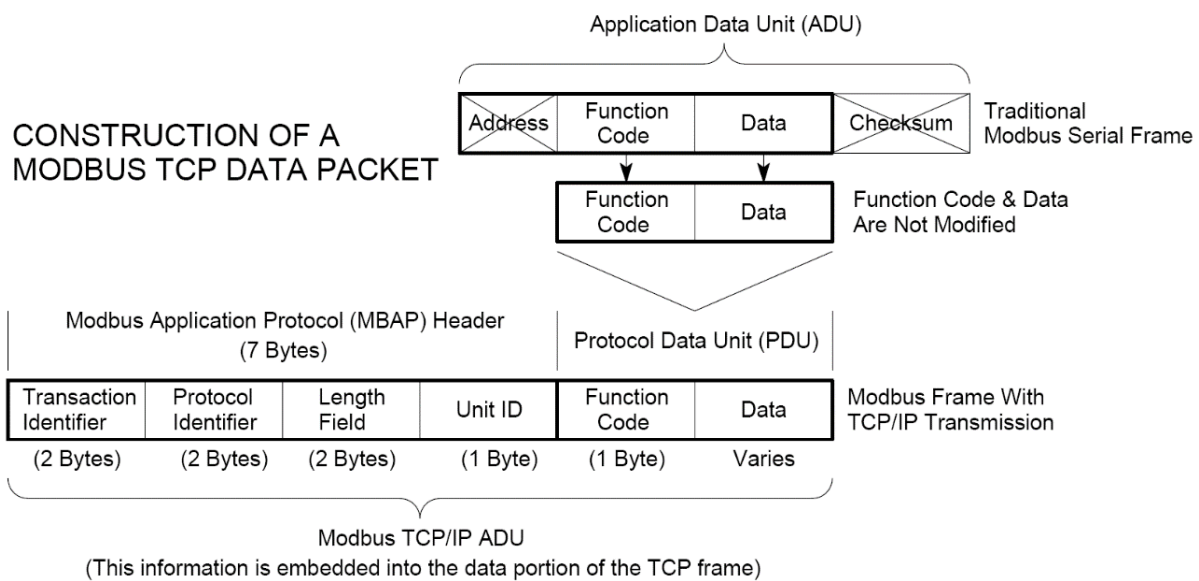 Application Data Unit (ADU)
CONSTRUCTION OF A
MODBUS TCP DATA PACKET
Address
Function
Code
Data
Checksum
Traditional
Modbus Serial Frame
Function
Code
Data
Function Code & Data
Are Not Modified
Modbus Application Protocol (MBAP) Header
(7 Bytes)
Protocol Data Unit (PDU)
Transaction
Identifier
Protocol
Identifier
Length
Field
Unit ID
Function
Code
Data
Modbus Frame With
TCP/IP Transmission
(2 Bytes)
(2 Bytes)
(2 Bytes)
(1 Byte)
(1 Byte)
Varies
Modbus TCP/IP ADU
(This information is embedded into the data portion of the TCP frame)